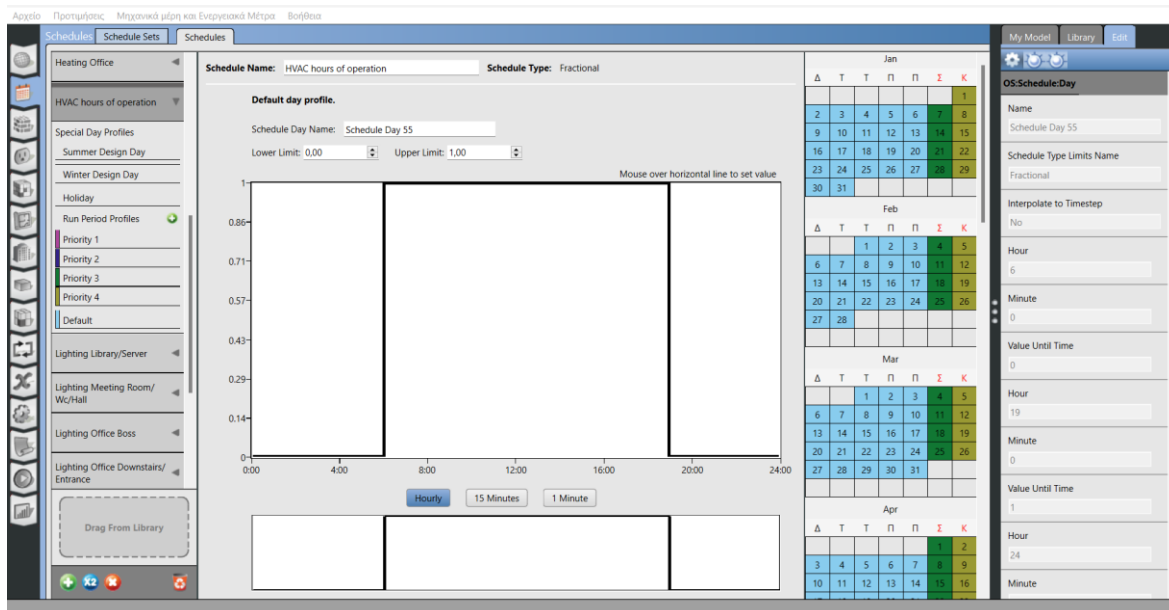 Αρχείο Προτιμήσεις Μηχανικά μέρη και Ενεργειακά Μέτρα Βοήθεια
Schedules Schedule Sets Schedules
Heating Office
HVAC hours of operation
Special Day Profiles
Summer Design Day
Winter Design Day
Holiday
Run Period Profiles
Priority 1
Priority 2
Priority 3
Priority 4
Default
Lighting Library/Server
Lighting Meeting Room/
Wc/Hall
Lighting Office Boss
Lighting Office Downstairs/
Entrance
Drag From Library
X2
Schedule Name: HVAC hours of operation Schedule Type: Fractional
Default day profile.
Schedule Day Name: Schedule Day 55
Lower Limit: 0,00 Upper Limit: 1,00
Mouse over horizontal line to set value
1
0.86
0.71
0.57
0.43
0.29
0.14
0
0:00 4:00 8:00 12:00 16:00 20:00 24:00
Hourly 15 Minutes 1 Minute
Jan
Δ Τ Τ Π Π Σ Κ
1
2 3 4 5 6 7 8
9 10 11 12 13 14 15
16 17 18 19 20 21 22
23 24 25 26 27 28 29
30 31
Feb
Δ Τ Τ Π Π Σ Κ
1 2 3 4 5
6 7 8 9 10 11 12
13 14 15 16 17 18 19
20 21 22 23 24 25 26
27 28
Mar
Δ Τ Τ Π Π Σ Κ
1 2 3 4 5
6 7 8 9 10 11 12
13 14 15 16 17 18 19
20 21 22 23 24 25 26
27 28 29 30 31
Apr
Δ Τ Τ Π Π Σ Κ
1 2
3 4 5 6 7 8 9
10 11 12 13 14 15 16
My Model Library Edit
OS:Schedule:Day
Name
Schedule Day 55
Schedule Type Limits Name
Fractional
Interpolate to Timestep
No
Hour
6
Minute
0
Value Until Time
0
Hour
19
Minute
0
Value Until Time
1
Hour
24
Minute